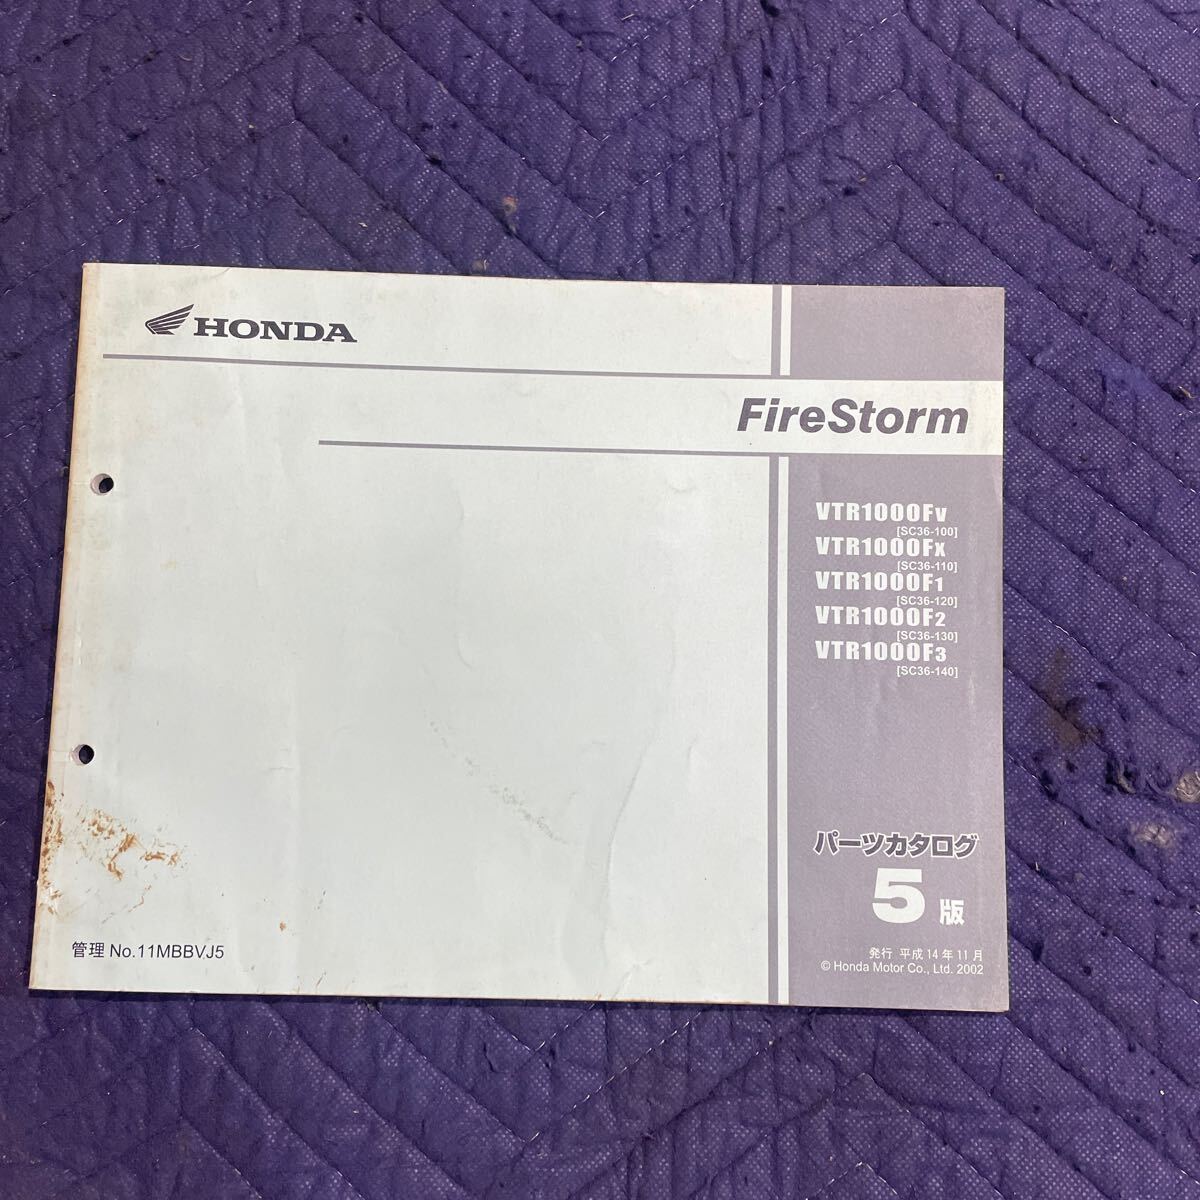 HONDA
FireStorm
VTR1000FV
[SC36-100]
VTR1000FX
[SC36-110]
VTR1000F1
[SC36-120]
VTR1000F2
[SC36-130]
VTR1000F3
[SC36-140]
パーツカタログ
5版
管理 No.11MBBVJ5
発行 平成14年11月
© Honda Motor Co., Ltd. 2002